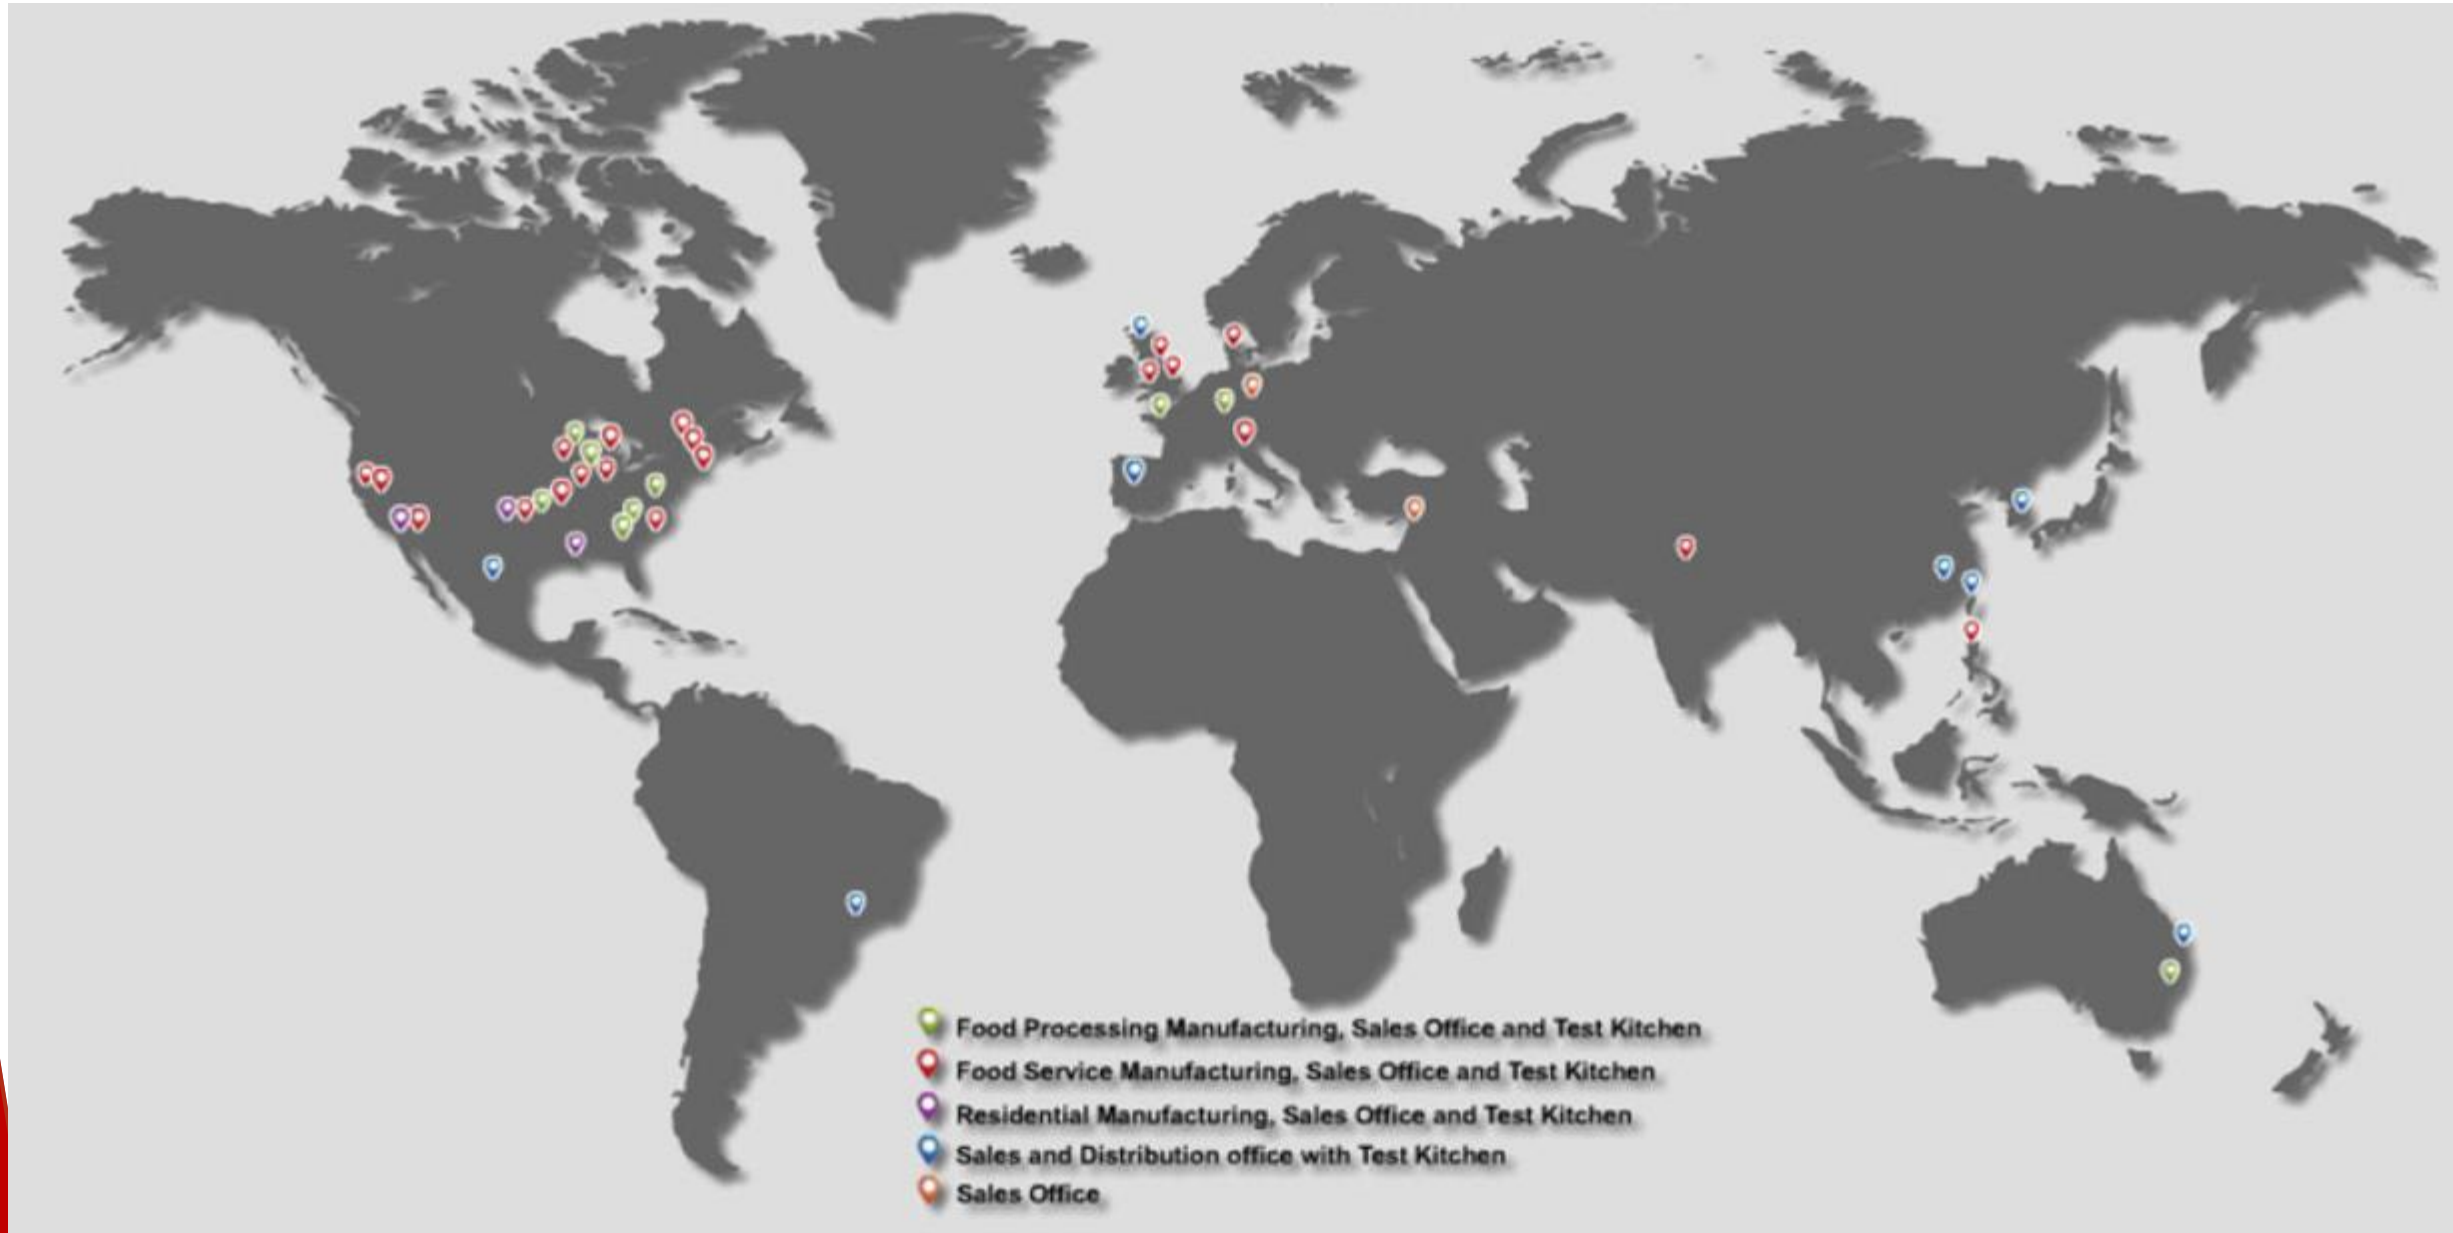 Food Processing Manufacturing, Sales Office and Test Kitchen
Food Service Manufacturing, Sales Office and Test Kitchen
Residential Manufacturing, Sales Office and Test Kitchen
Sales and Distribution office with Test Kitchen
Sales Office